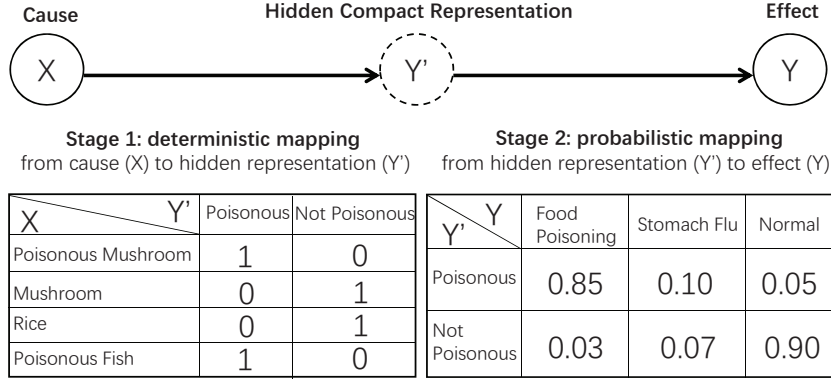 Cause Hidden Compact Representation Effect
X Y' Y
Stage 1: deterministic mapping
from cause (X) to hidden representation (Y')
Stage 2: probabilistic mapping
from hidden representation (Y') to effect (Y)
X Y' Poisonous Not Poisonous
Poisonous Mushroom 1 0
Mushroom 0 1
Rice 0 1
Poisonous Fish 1 0
Y' Y Food Poisoning Stomach Flu Normal
Poisonous 0.85 0.10 0.05
Not Poisonous 0.03 0.07 0.90